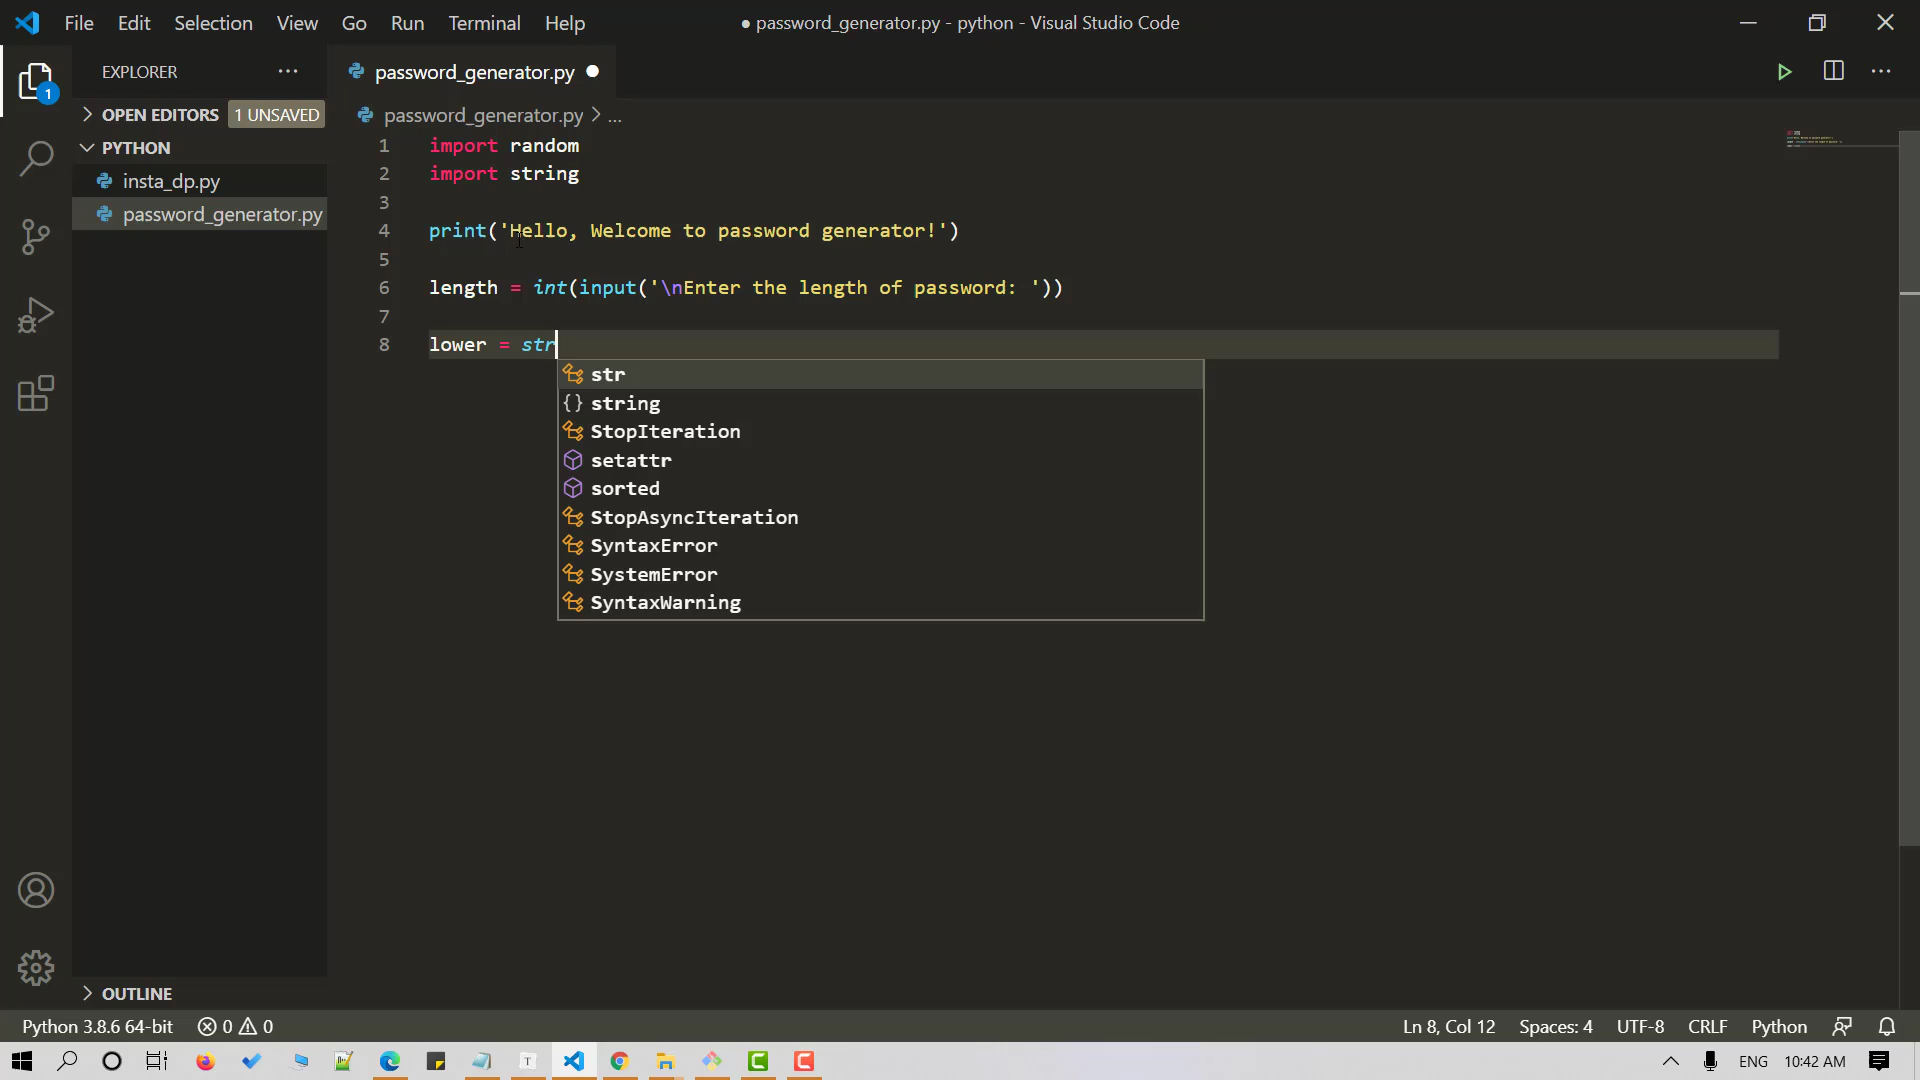 File Edit Selection View Go Run Terminal Help
● password_generator.py - python - Visual Studio Code
EXPLORER ...
password_generator.py ●
1
OPEN EDITORS 1 UNSAVED
password_generator.py > ...
PYTHON
insta_dp.py
password_generator.py
1 import random
2 import string
3
4 print('Hello, Welcome to password generator!')
5
6 length = int(input('\nEnter the length of password: '))
7
8 lower = str
str
{} string
StopIteration
setattr
sorted
StopAsyncIteration
SyntaxError
SystemError
SyntaxWarning
OUTLINE
Python 3.8.6 64-bit 0 0 Ln 8, Col 12 Spaces: 4 UTF-8 CRLF Python
T ENG 10:42 AM